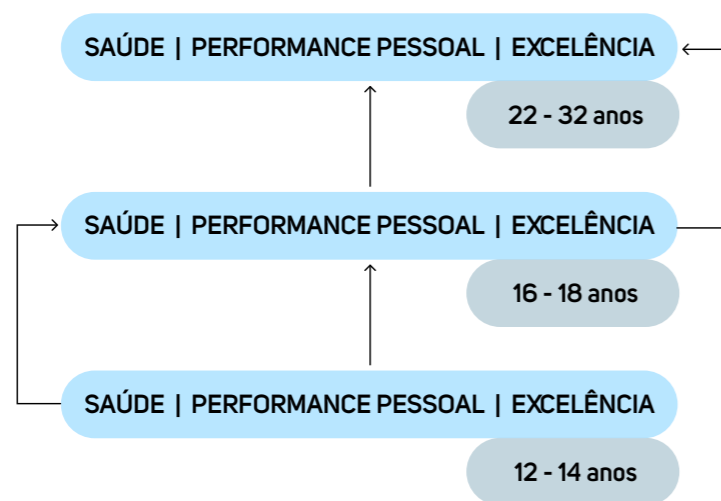 SAÚDE | PERFORMANCE PESSOAL | EXCELÊNCIA
22 - 32 anos
SAÚDE | PERFORMANCE PESSOAL | EXCELÊNCIA
16 - 18 anos
SAÚDE | PERFORMANCE PESSOAL | EXCELÊNCIA
12 - 14 anos